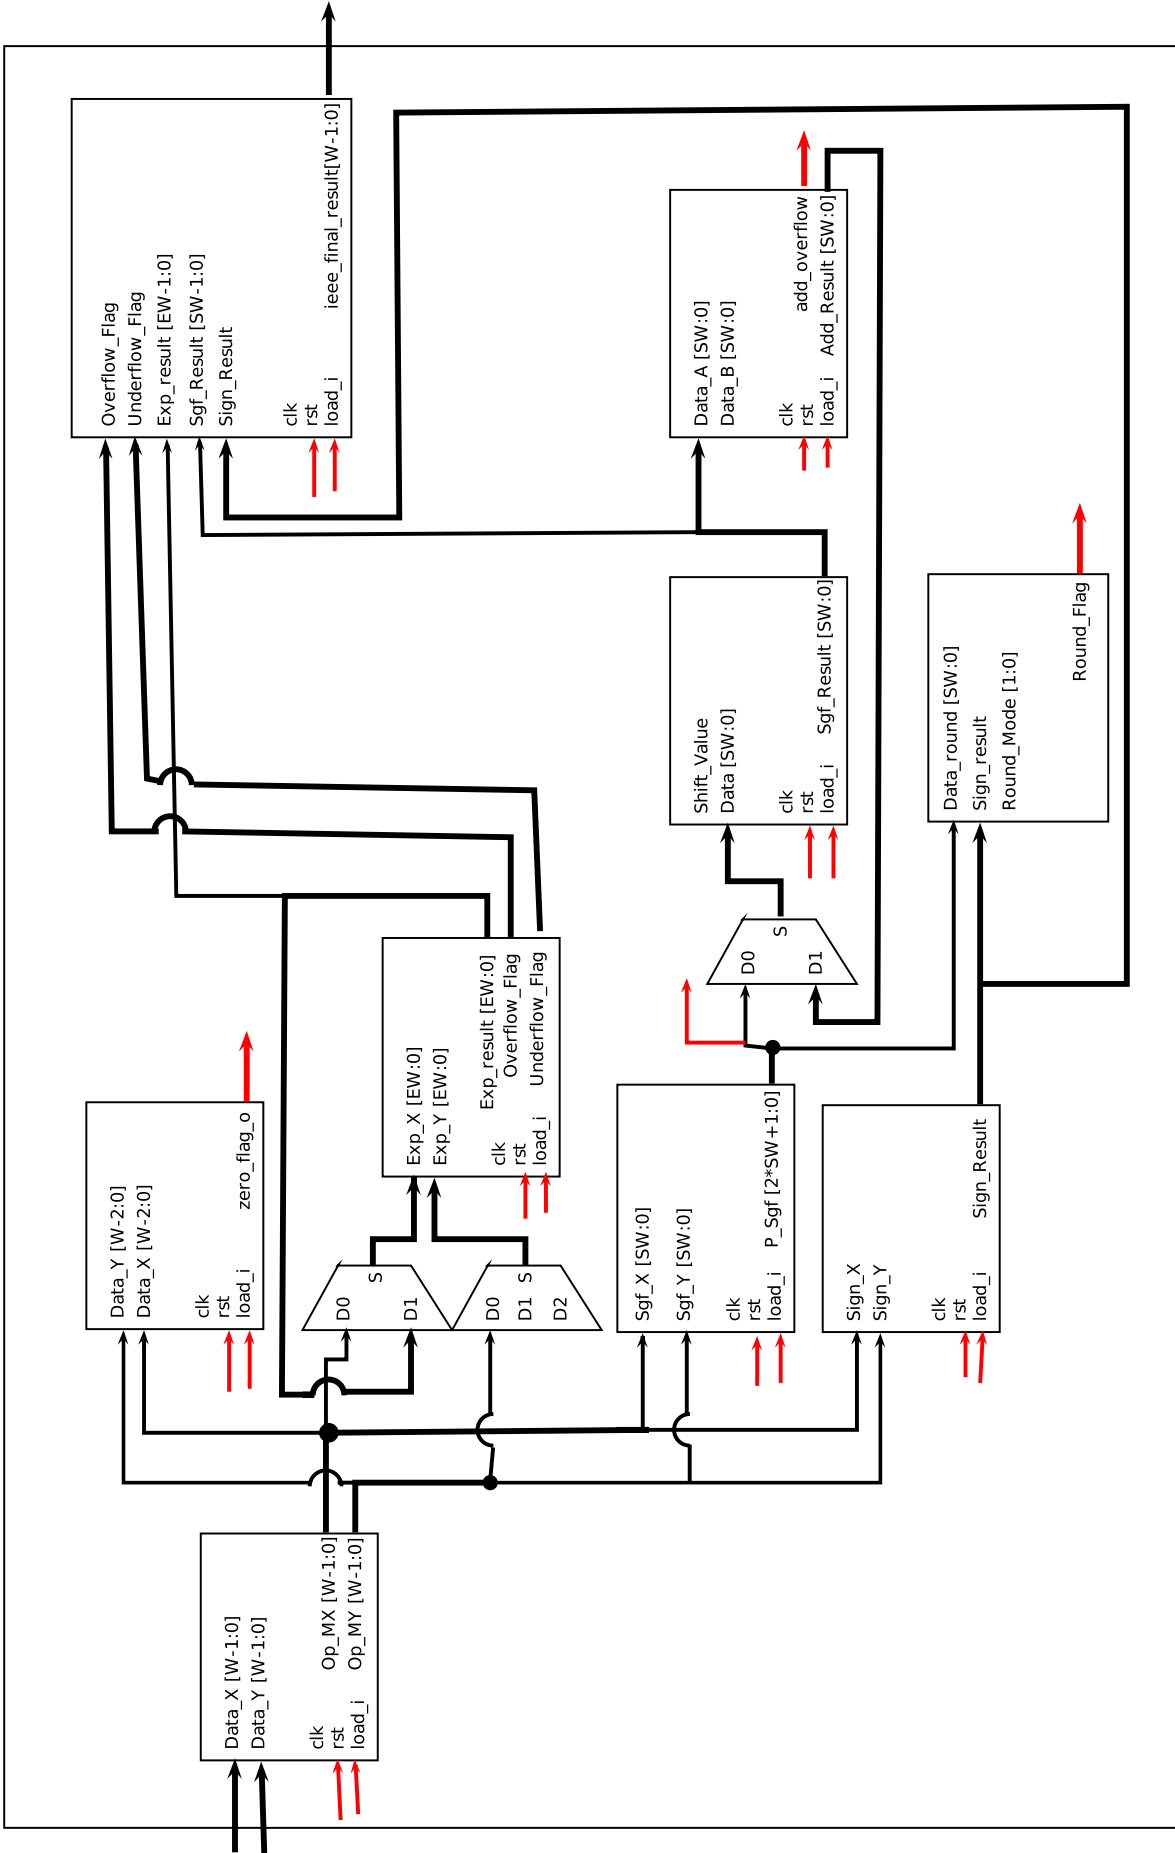 Data_X [W-1:0]
Data_Y [W-1:0]
clk
rst
load_i
Op_MX [W-1:0]
Op_MY [W-1:0]
Data_Y [W-2:0]
Data_X [W-2:0]
clk
rst
load_i
zero_flag_o
D0
D1
S
D0
D1
D2
S
Exp_X [EW:0]
Exp_Y [EW:0]
clk
rst
load_i
Exp_result [EW:0]
Overflow_Flag
Underflow_Flag
Sgf_X [SW:0]
Sgf_Y [SW:0]
clk
rst
load_i
P_Sgf [2*SW+1:0]
Sign_X
Sign_Y
clk
rst
load_i
Sign_Result
D0
D1
S
Shift_Value
Data [SW:0]
clk
rst
load_i
Sgf_Result [SW:0]
Data_round [SW:0]
Sign_result
Round_Mode [1:0]
Round_Flag
Data_A [SW:0]
Data_B [SW:0]
clk
rst
load_i
add_overflow
Add_Result [SW:0]
Overflow_Flag
Underflow_Flag
Exp_result [EW-1:0]
Sgf_Result [SW-1:0]
Sign_Result
clk
rst
load_i
ieee_final_result[W-1:0]